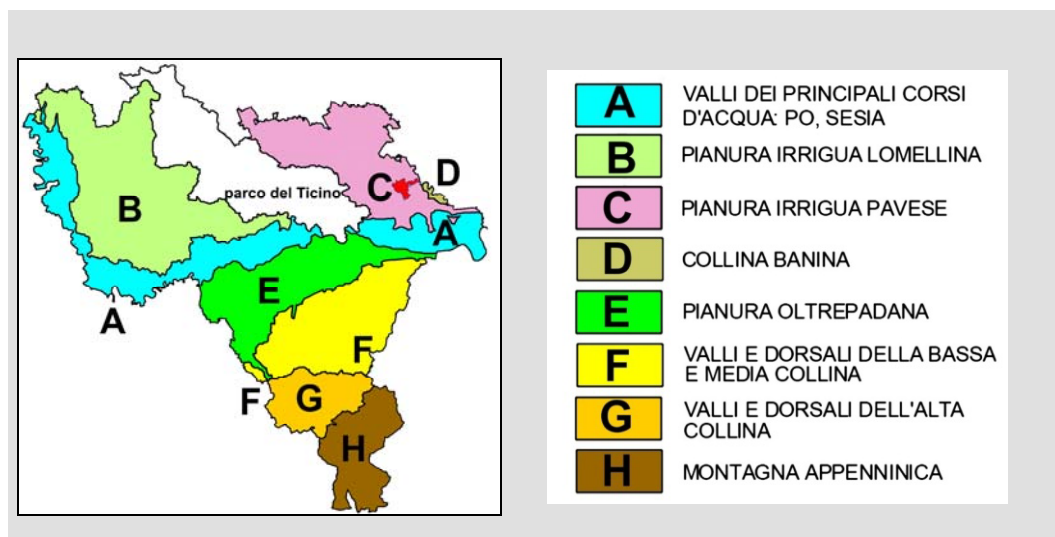 D
C
parco del Ticino
B
A
E
A
F
F
G
H
A VALLI DEI PRINCIPALI CORSI
D'ACQUA: PO, SESIA
B PIANURA IRRIGUA LOMELLINA
C PIANURA IRRIGUA PAVESE
D COLLINA BANINA
E PIANURA OLTREPADANA
F VALLI E DORSALI DELLA BASSA
E MEDIA COLLINA
G VALLI E DORSALI DELL'ALTA
COLLINA
H MONTAGNA APPENNINICA